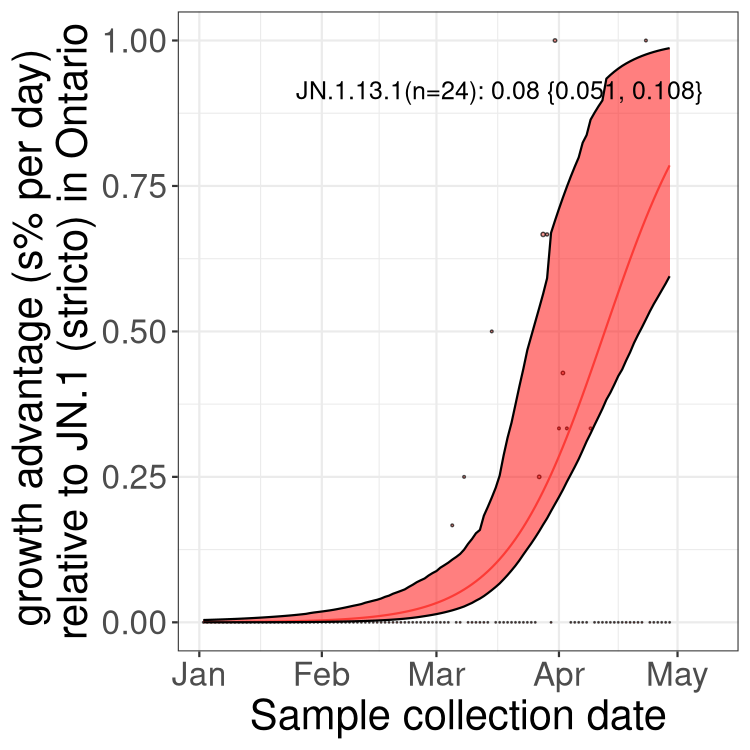 growth advantage (s% per day)
relative to JN.1 (stricto) in Ontario
1.00
0.75
0.50
0.25
0.00
JN.1.13.1(n=24): 0.08 {0.051, 0.108}
Jan Feb Mar Apr May
Sample collection date